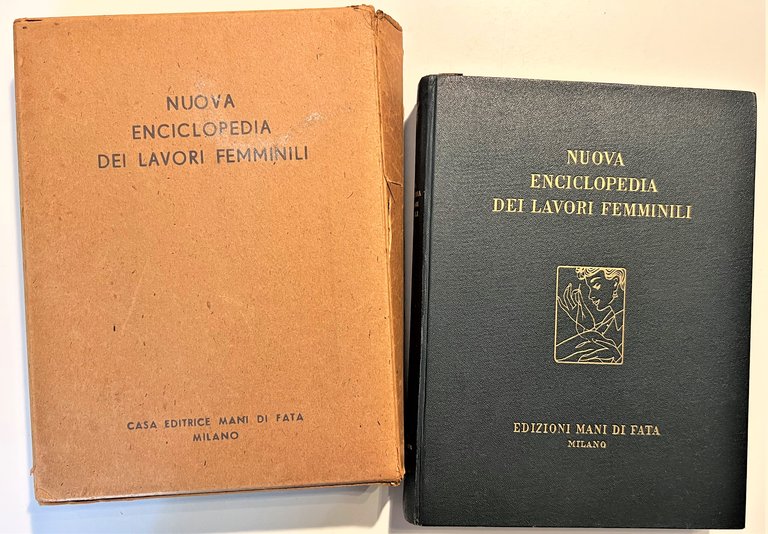 NUOVA
ENCICLOPEDIA
DEI LAVORI FEMMINILI
CASA EDITRICE MANI DI FATA
MILANO
NUOVA
ENCICLOPEDIA
DEI LAVORI FEMMINILI
EDIZIONI MANI DI FATA
MILANO